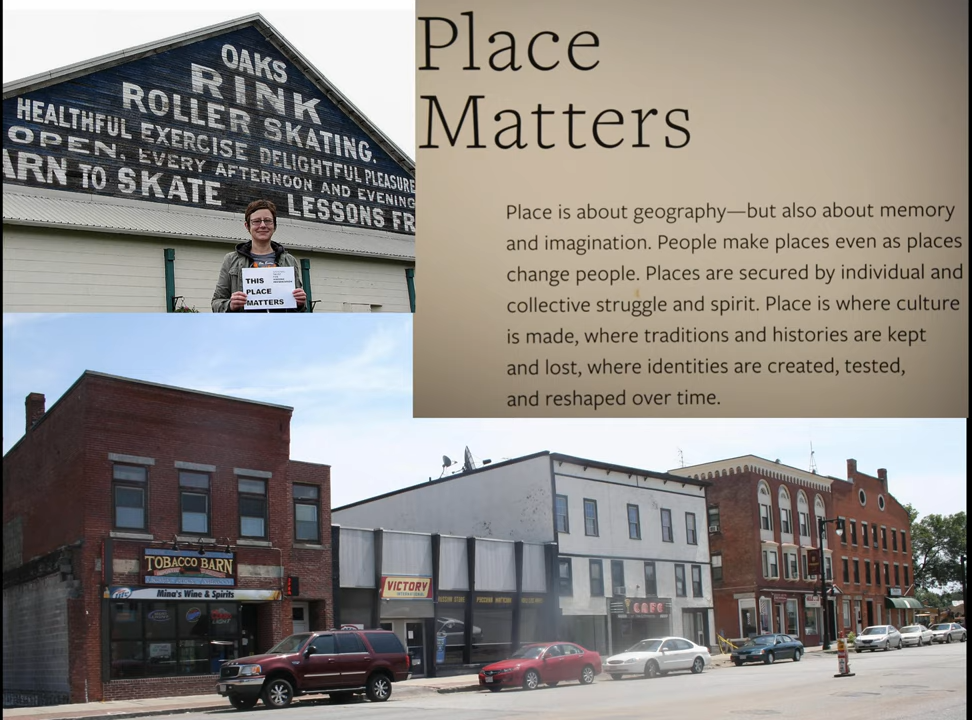 OAKS
RINK
ROLLER SKATING.
HEALTHFUL EXERCISE DELIGHTFUL PLEASURE
OPEN. EVERY AFTERNOON AND EVENING
ARN TO SKATE LESSONS FR
THIS
PLACE
MATTERS
Place
Matters
Place is about geography—but also about memory
and imagination. People make places even as places
change people. Places are secured by individual and
collective struggle and spirit. Place is where culture
is made, where traditions and histories are kept
and lost, where identities are created, tested,
and reshaped over time.
TOBACCO BARN
Mina's Wine & Spirits
VICTORY
INTERNATIONAL
CAFE